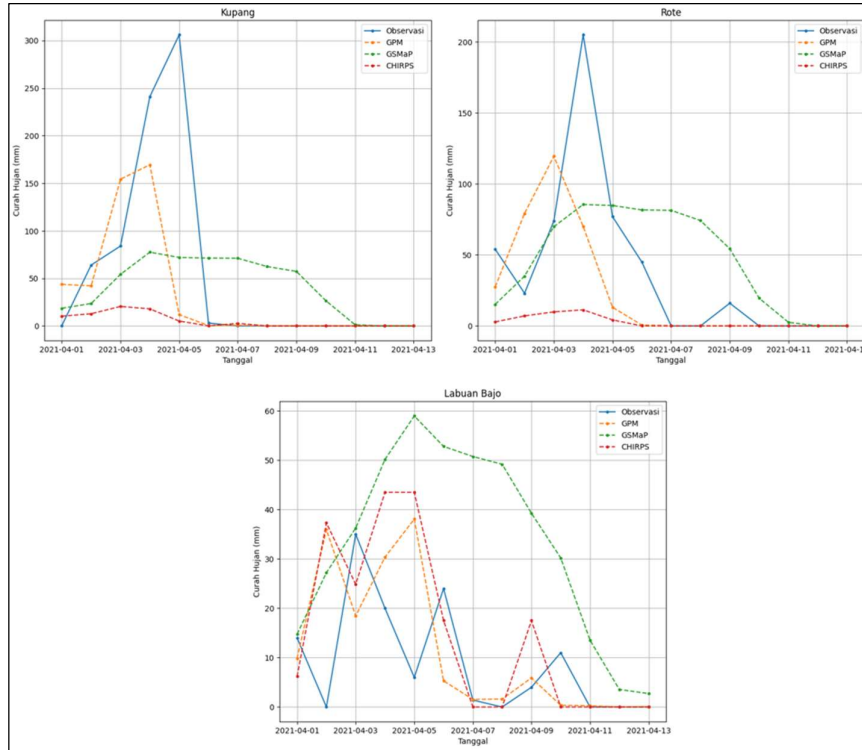 Kupang
Observasi
GPM
GSMaP
CHIRPS
300
250
200
150
100
50
0
Curah Hujan (mm)
2021-04-01 2021-04-03 2021-04-05 2021-04-07 2021-04-09 2021-04-11 2021-04-13
Tanggal
Rote
Observasi
GPM
GSMaP
CHIRPS
200
150
100
50
0
Curah Hujan (mm)
2021-04-01 2021-04-03 2021-04-05 2021-04-07 2021-04-09 2021-04-11 2021-04-1
Tanggal
Labuan Bajo
Observasi
GPM
GSMaP
CHIRPS
60
50
40
30
20
10
0
Curah Hujan (mm)
2021-04-01 2021-04-03 2021-04-05 2021-04-07 2021-04-09 2021-04-11 2021-04-13
Tanggal